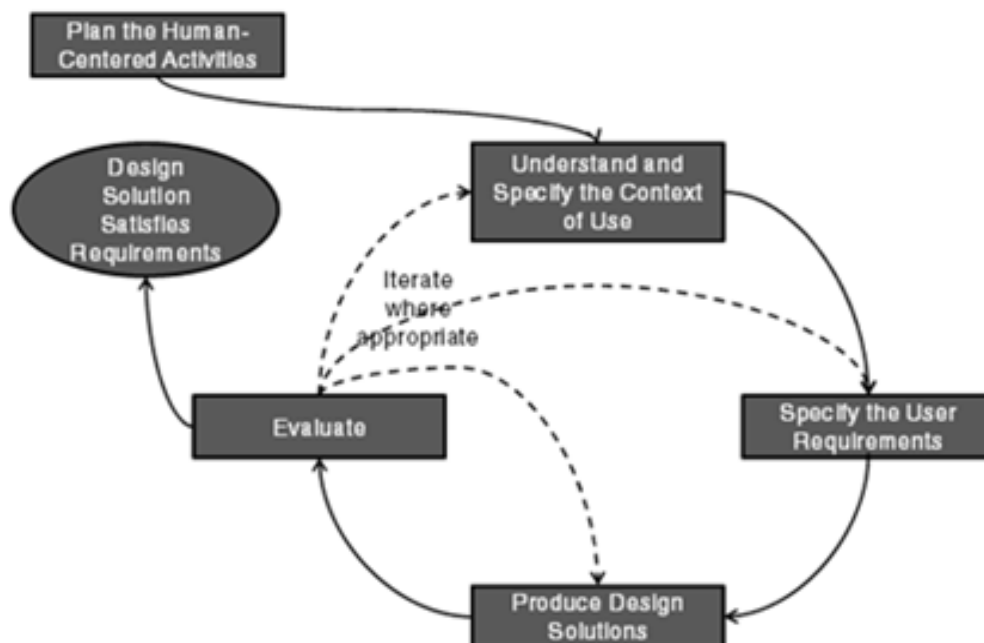 Plan the Human-
Centered Activities
Design
Solution
Satisfies
Requirements
Understand and
Specify the Context
of Use
Iterate
where
appropriate
Evaluate
Specify the User
Requirements
Produce Design
Solutions